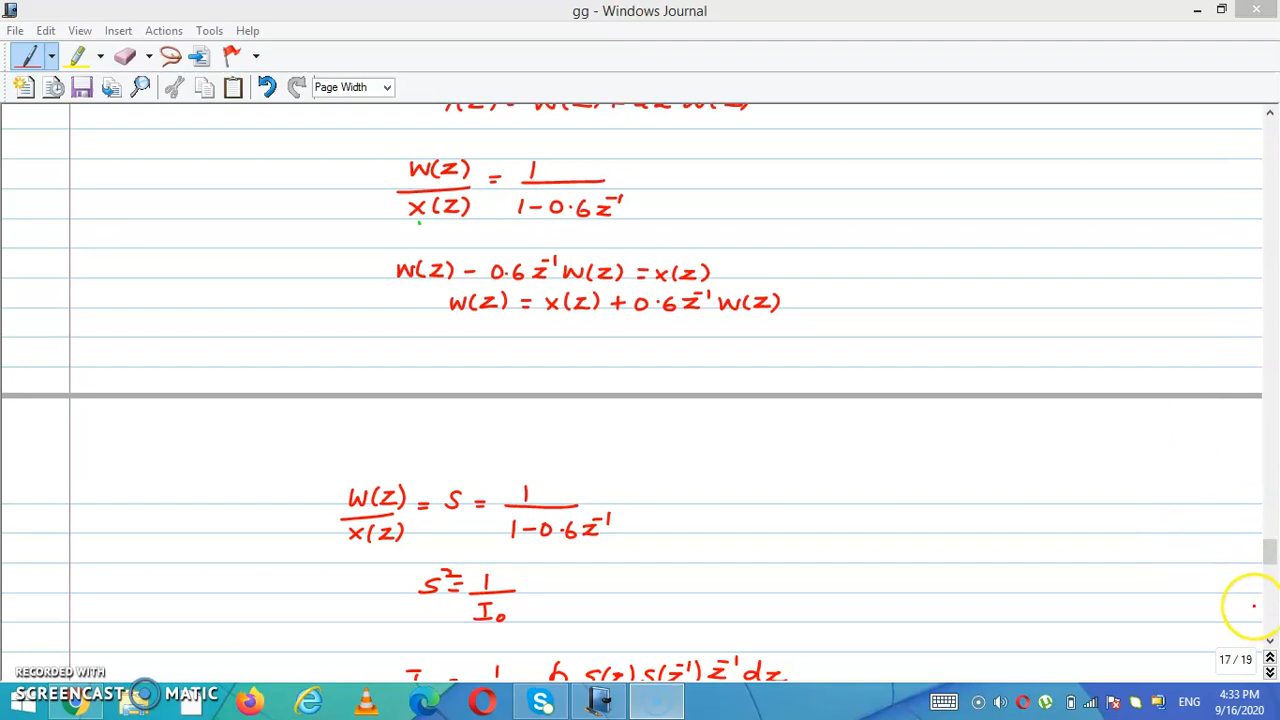 gg - Windows Journal
File Edit View Insert Actions Tools Help
Page Width
W(Z) / X(Z) = 1 / 1-0.6z⁻¹
W(Z) - 0.6z⁻¹W(Z) = X(Z)
W(Z) = X(Z) + 0.6z⁻¹W(Z)
W(Z) / X(Z) = S = 1 / 1-0.6z⁻¹
S² = 1 / I₀
17 / 19
RECORDED WITH
SCREENCAST MATIC
ENG
4:33 PM
9/16/2020